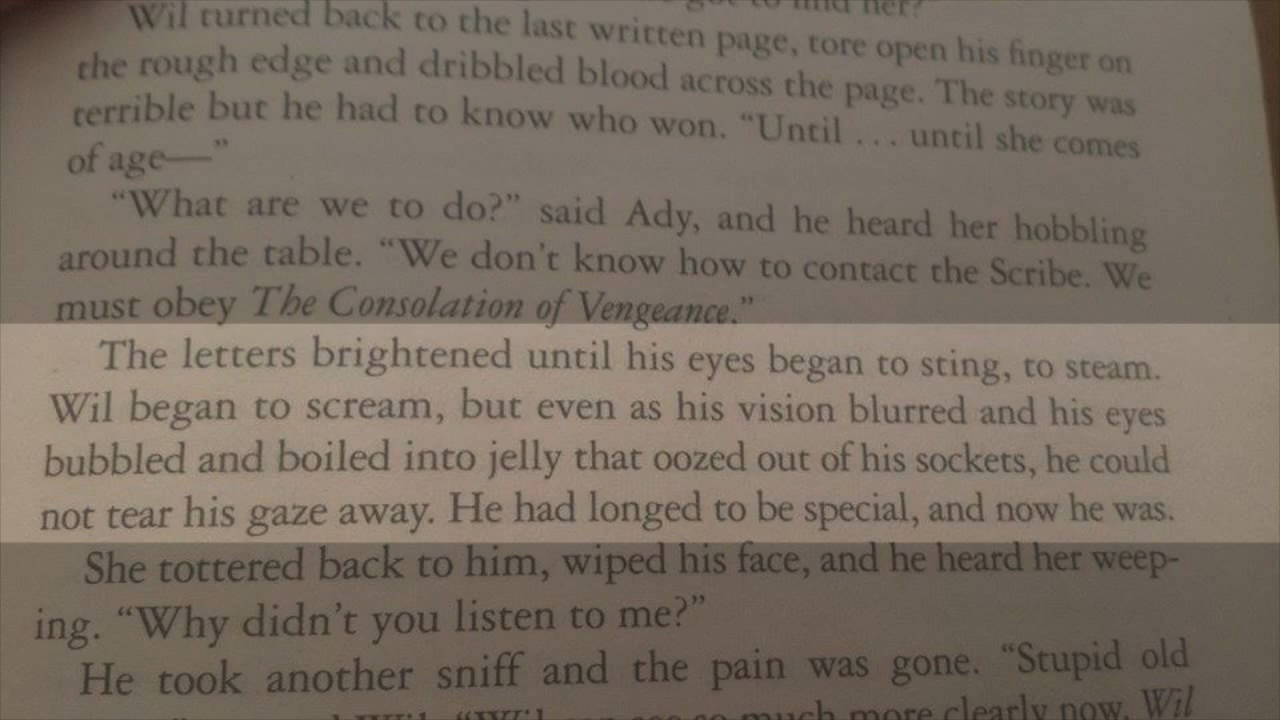 to find her?
Wil turned back to the last written page, tore open his finger on
the rough edge and dribbled blood across the page. The story was
terrible but he had to know who won. “Until . . . until she comes
of age—”
“What are we to do?” said Ady, and he heard her hobbling
around the table. “We don’t know how to contact the Scribe. We
must obey The Consolation of Vengeance.”
The letters brightened until his eyes began to sting, to steam.
Wil began to scream, but even as his vision blurred and his eyes
bubbled and boiled into jelly that oozed out of his sockets, he could
not tear his gaze away. He had longed to be special, and now he was.
She tottered back to him, wiped his face, and he heard her weep-
ing. “Why didn’t you listen to me?”
He took another sniff and the pain was gone. “Stupid old
much more clearly now. Wil